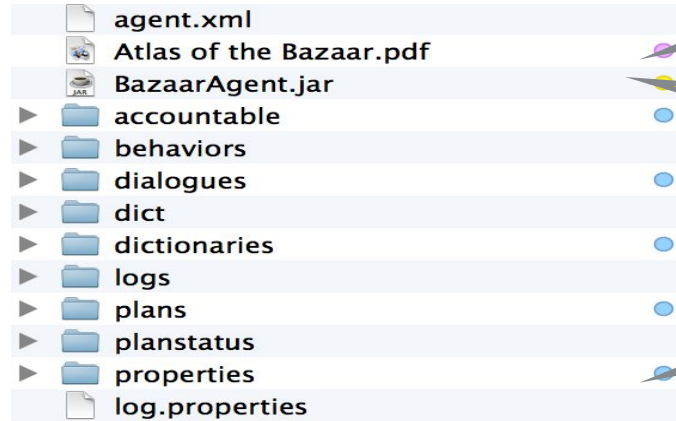 agent.xml
Atlas of the Bazaar.pdf
JAR
BazaarAgent.jar
accountable
behaviors
dialogues
dict
dictionaries
logs
plans
planstatus
properties
log.properties